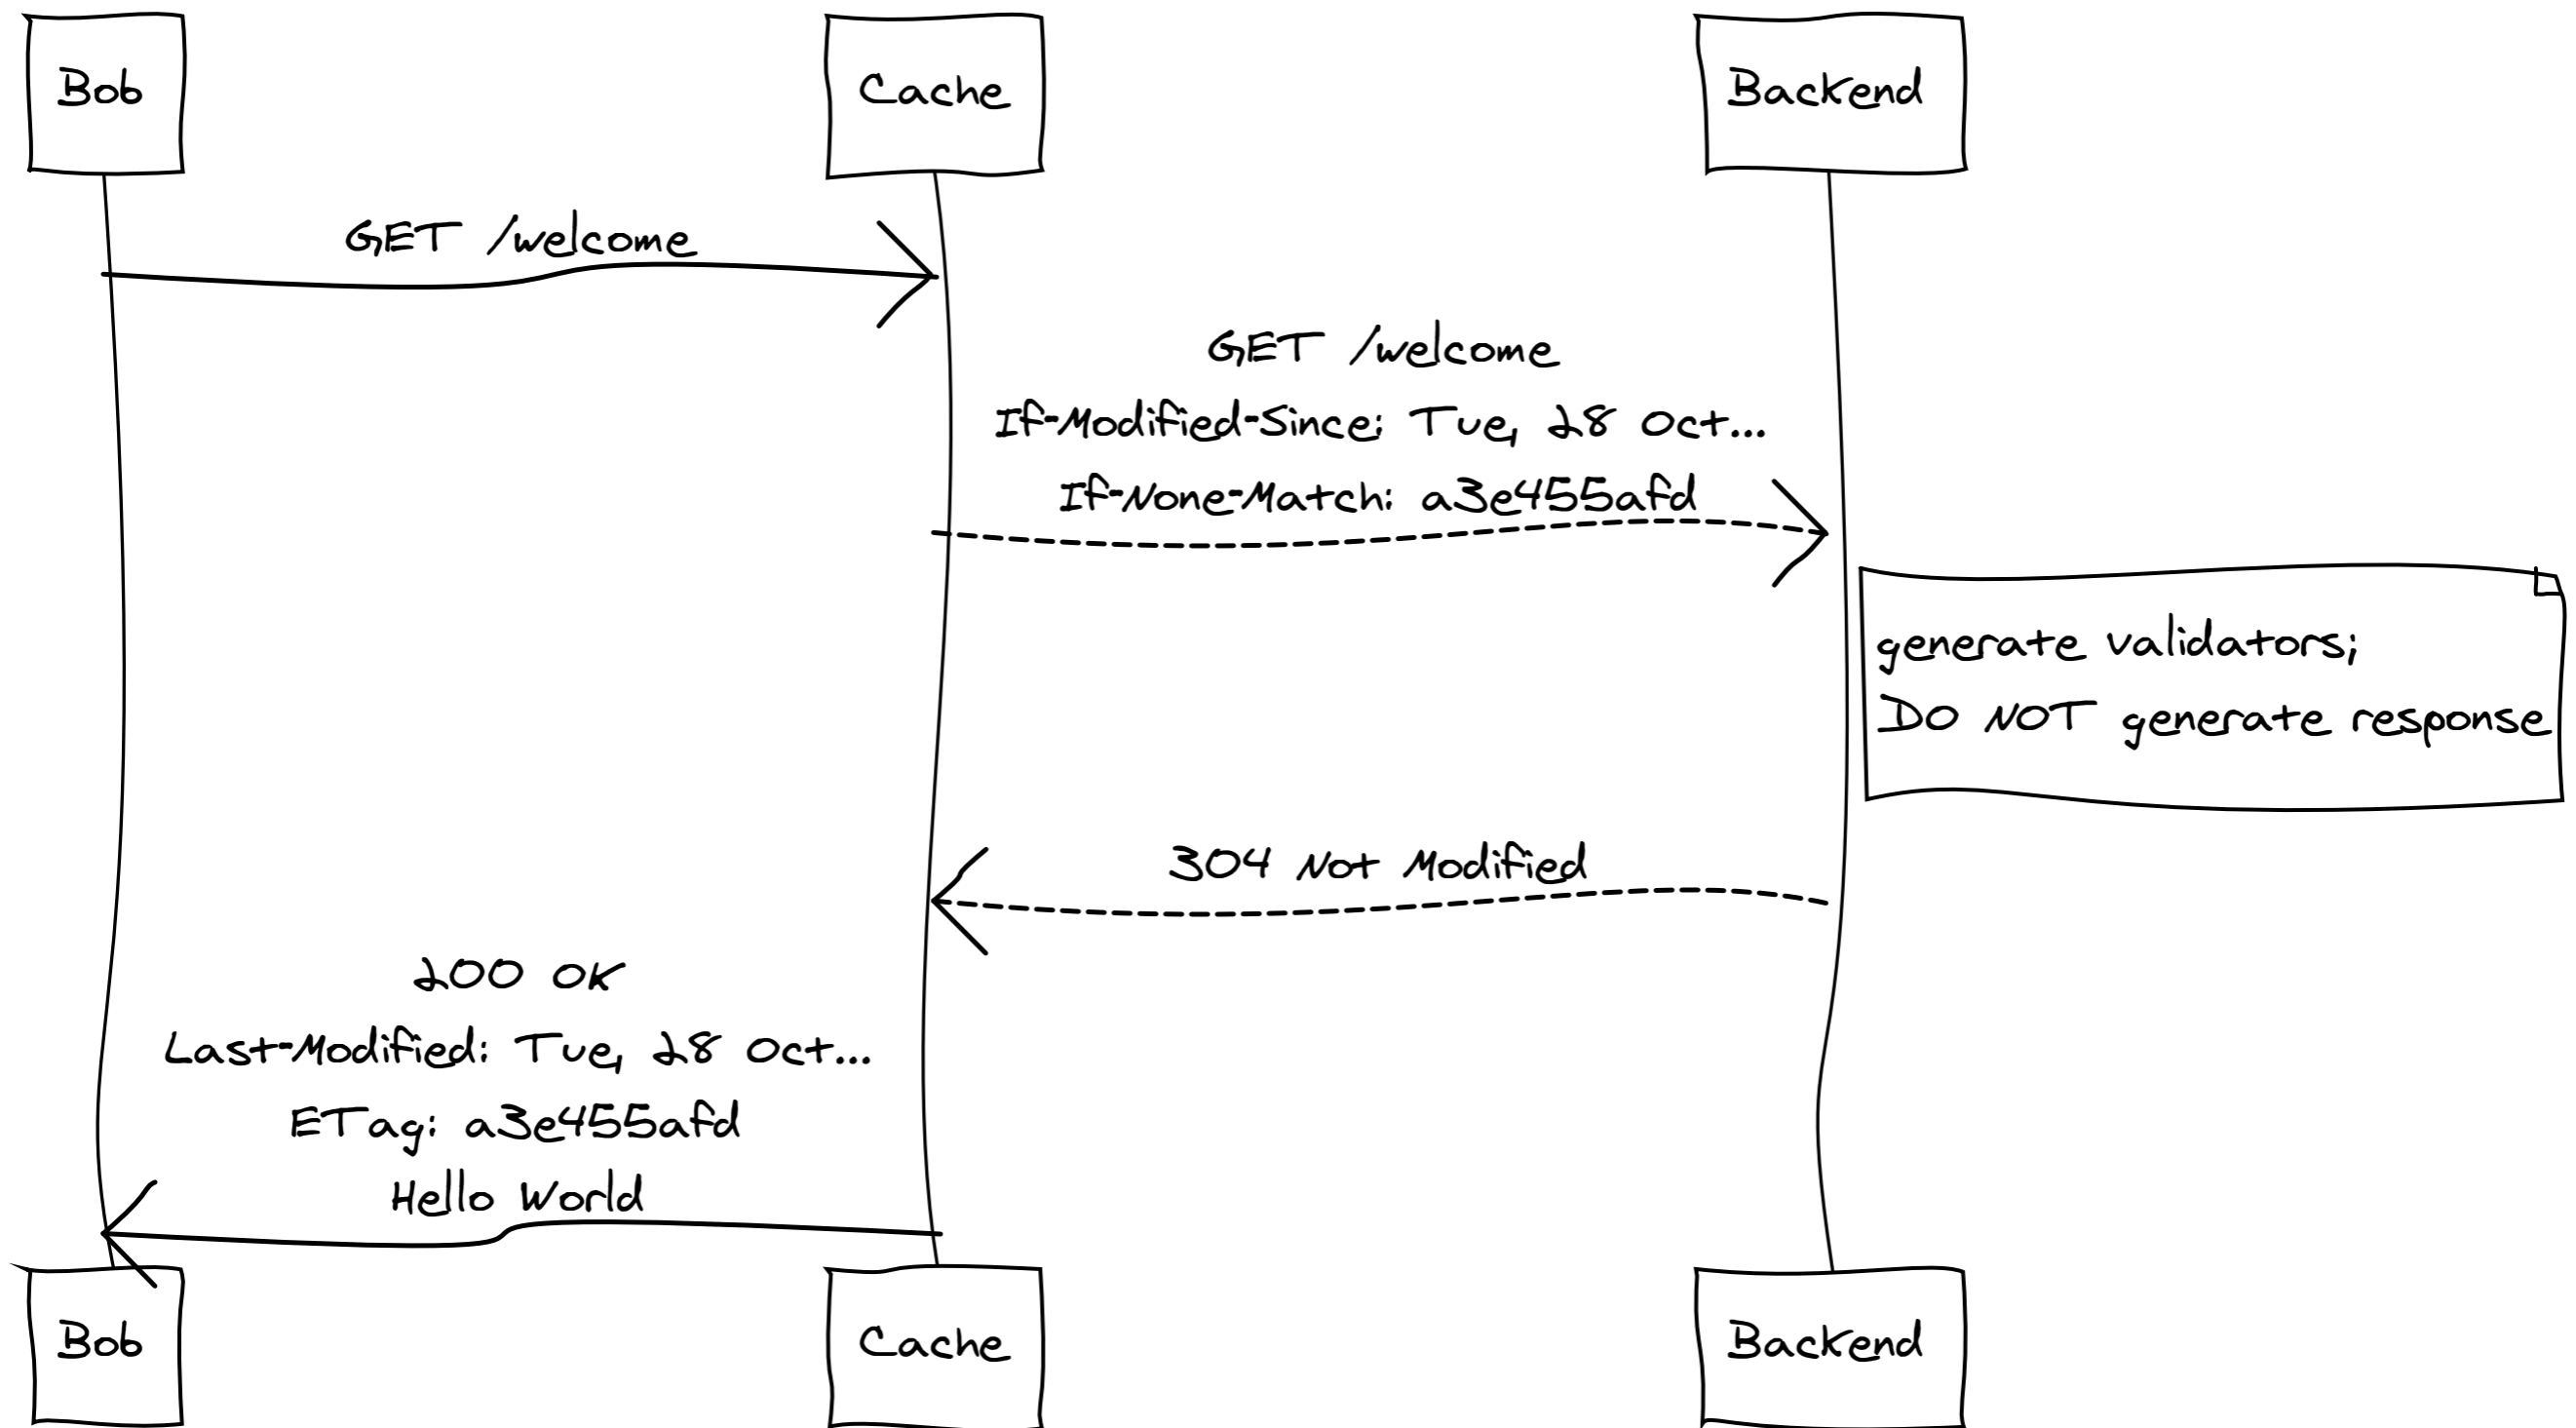 Bob
Cache
Backend
GET /welcome
GET /welcome
If-Modified-Since: Tue, 28 Oct...
If-None-Match: a3e455afd
generate validators;
DO NOT generate response
304 Not Modified
200 OK
Last-Modified: Tue, 28 Oct...
ETag: a3e455afd
Hello World
Bob
Cache
Backend